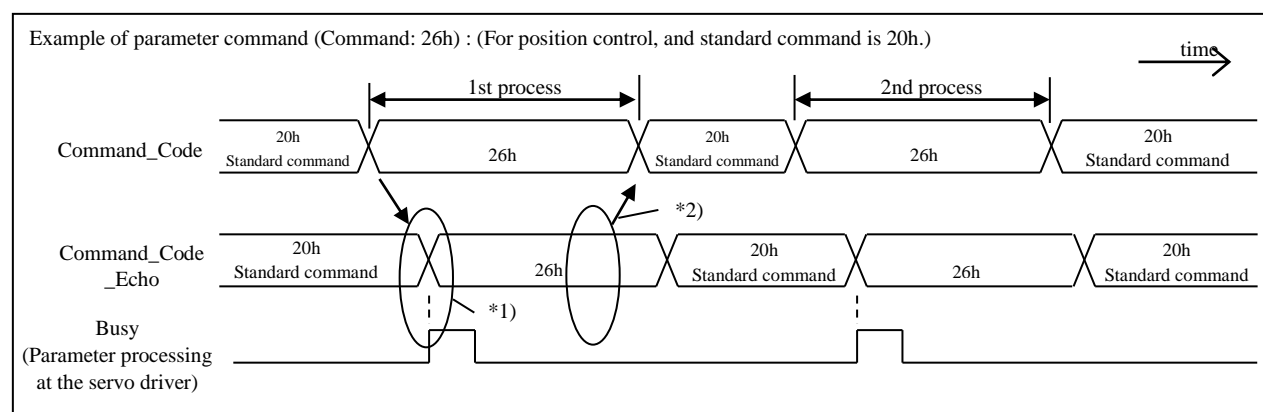 Example of parameter command (Command: 26h) : (For position control, and standard command is 20h.)
time
1st process
2nd process
Command_Code
20h
Standard command
26h
20h
Standard command
26h
20h
Standard command
*2)
Command_Code
_Echo
20h
Standard command
26h
20h
Standard command
26h
20h
Standard command
*1)
Busy
(Parameter processing
at the servo driver)